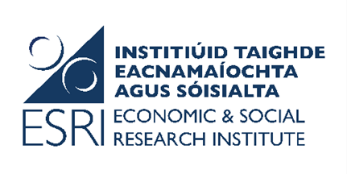 INSTITIÚID TAIGHDE
EACNAMAÍOCHTA
AGUS SÓISIALTA
ESRI ECONOMIC & SOCIAL
RESEARCH INSTITUTE